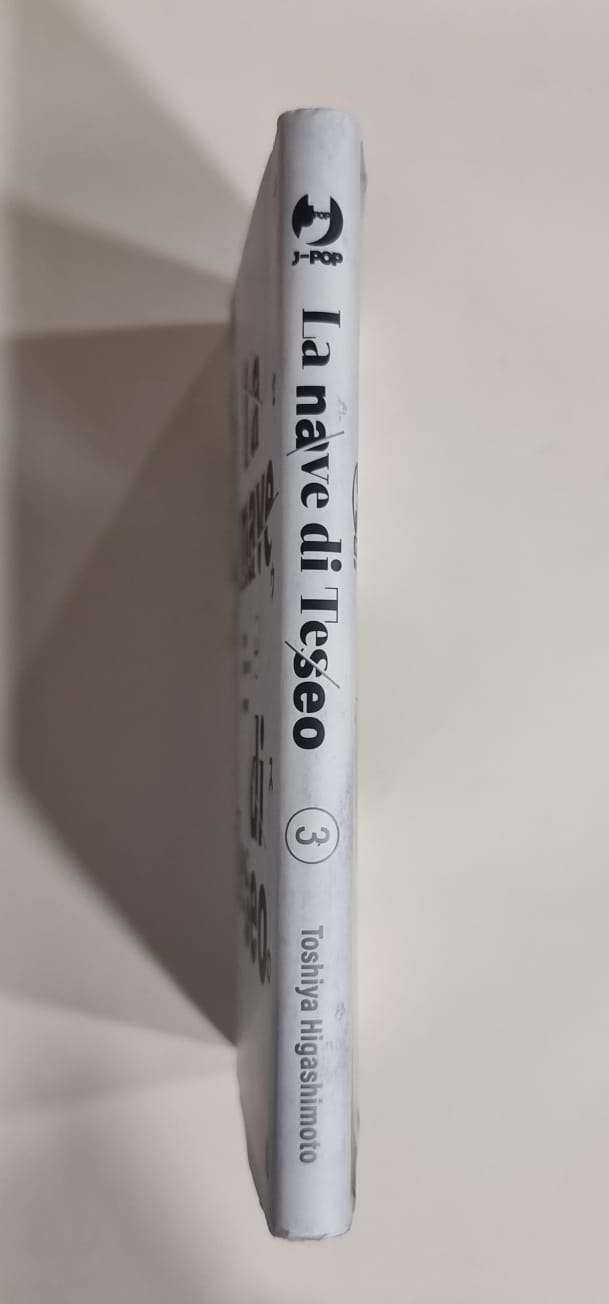 J-POP
La nave di Teseo
3
Toshiya Higashimoto